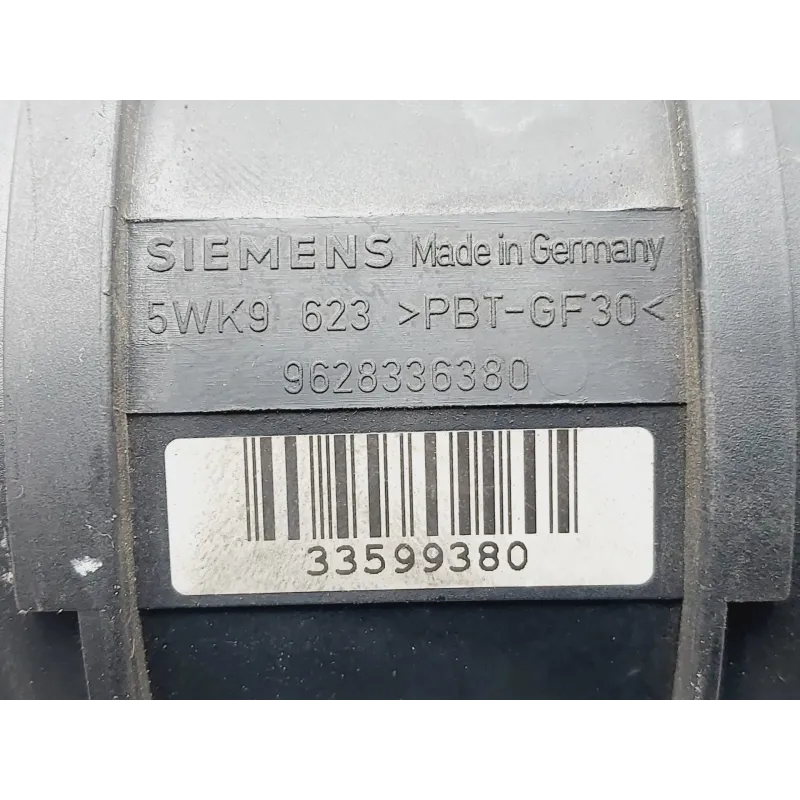 SIEMENS Made in Germany
5WK9 623 >PBT-GF30<
9628336380
33599380